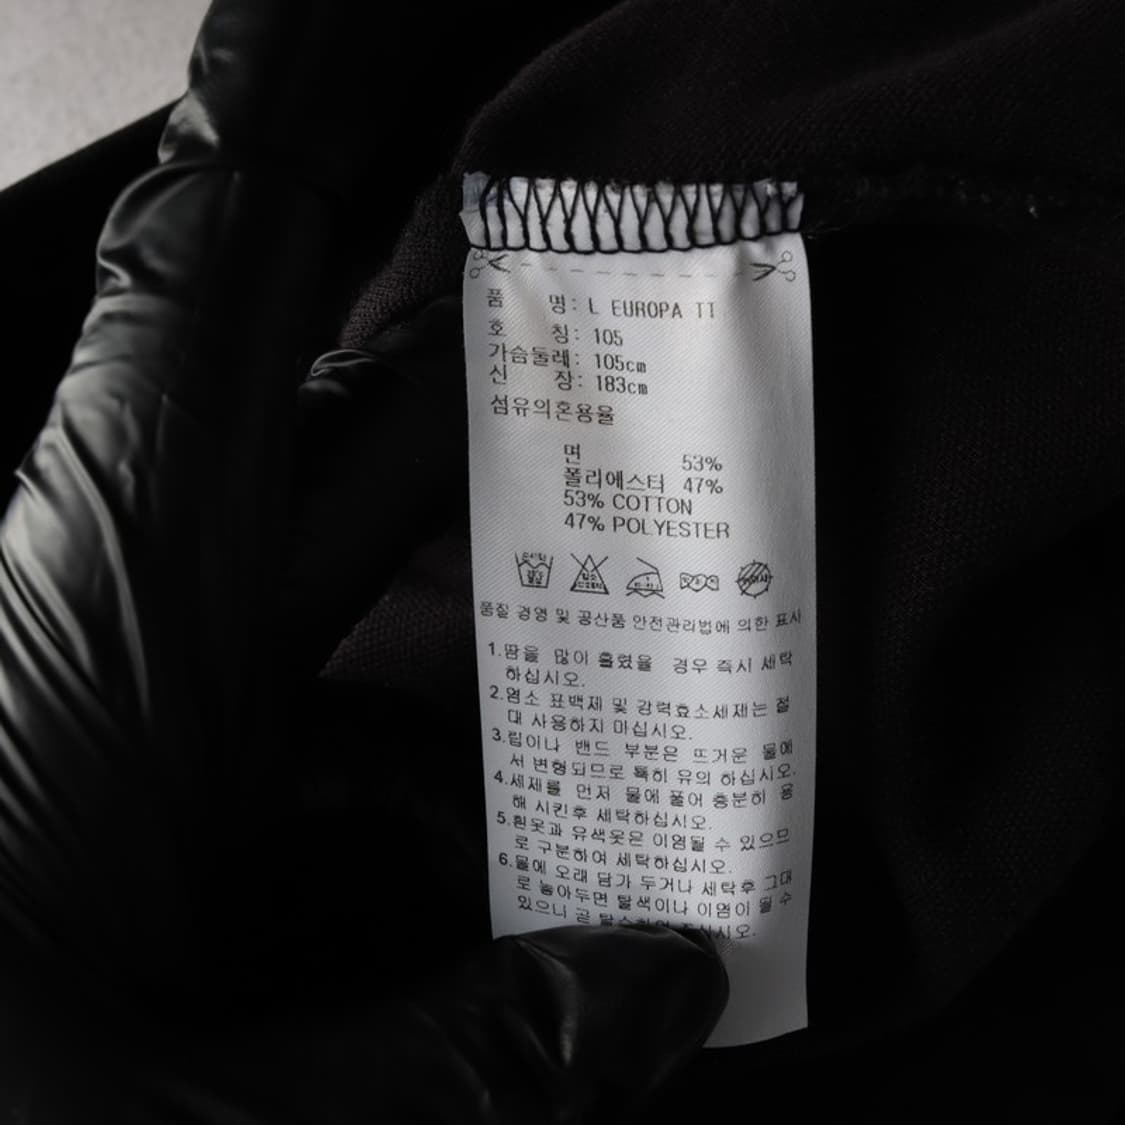 품 명: L EUROPA TT
호 칭: 105
가슴둘레: 105cm
신 장: 183cm
섬유의혼용율
면 53%
폴리에스터 47%
53% COTTON
47% POLYESTER
품질 경영 및 공산품 안전관리법에 의한 표시
1.땀을 많이 흘렸을 경우 즉시 세탁
하십시오.
2.염소 표백제 및 강력효소세제는 절
대 사용하지 마십시오.
3.립이나 밴드 부분은 뜨거운 물에
서 변형되므로 특히 유의 하십시오.
4.세제를 먼저 물에 풀어 충분히 용
해 시킨후 세탁하십시오.
5.흰옷과 유색옷은 이염될 수 있으므
로 구분하여 세탁하십시오.
6.물에 오래 담가 두거나 세탁후 그대
로 놓아두면 탈색이나 이염이 될 수
있으니 곧